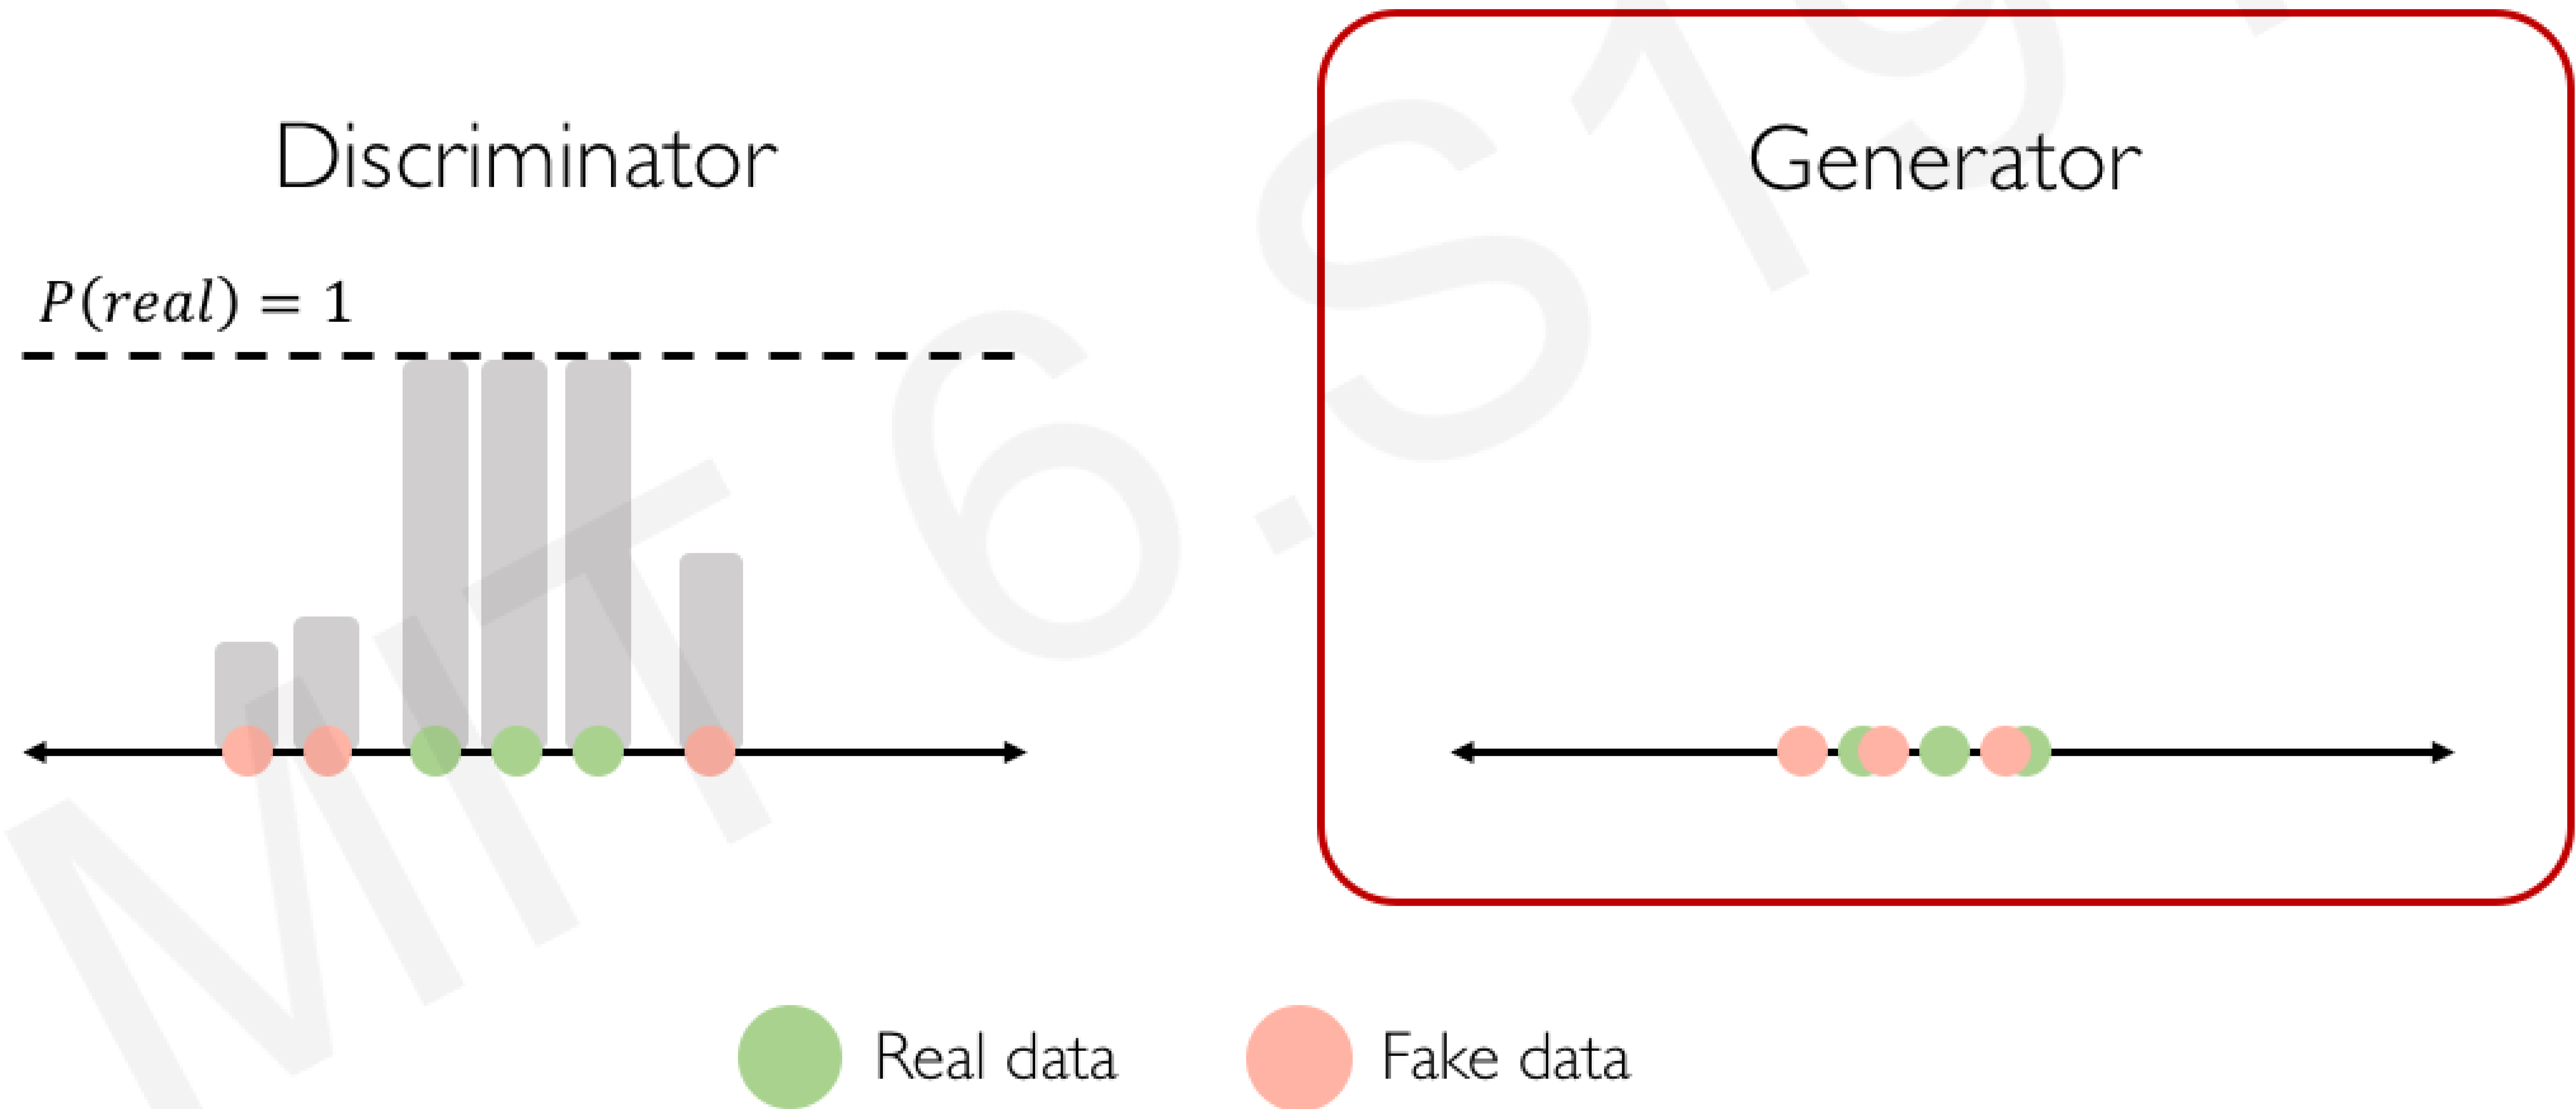 Discriminator
Generator
P(real) = 1
Real data
Fake data
MIT 6.S19